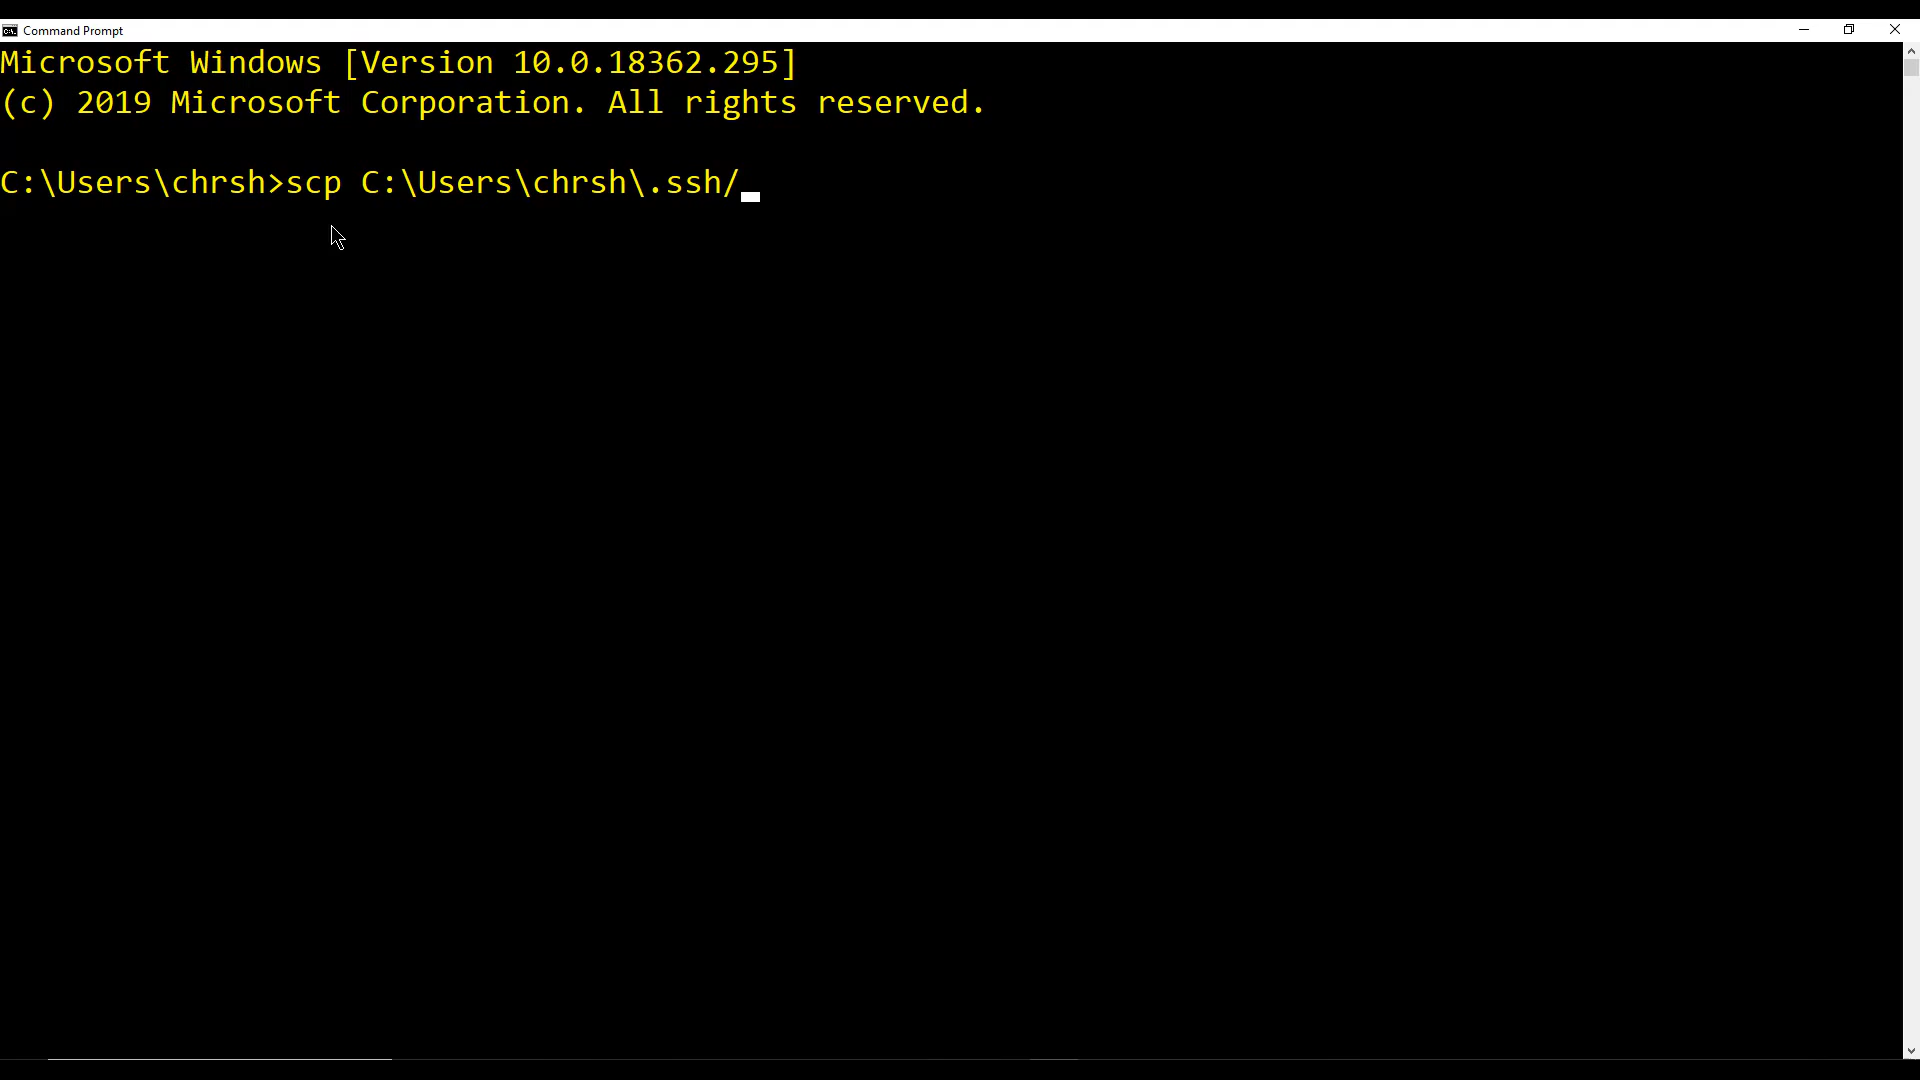 Command Prompt
Microsoft Windows [Version 10.0.18362.295]
(c) 2019 Microsoft Corporation. All rights reserved.
C:\Users\chrsh>scp C:\Users\chrsh\.ssh/